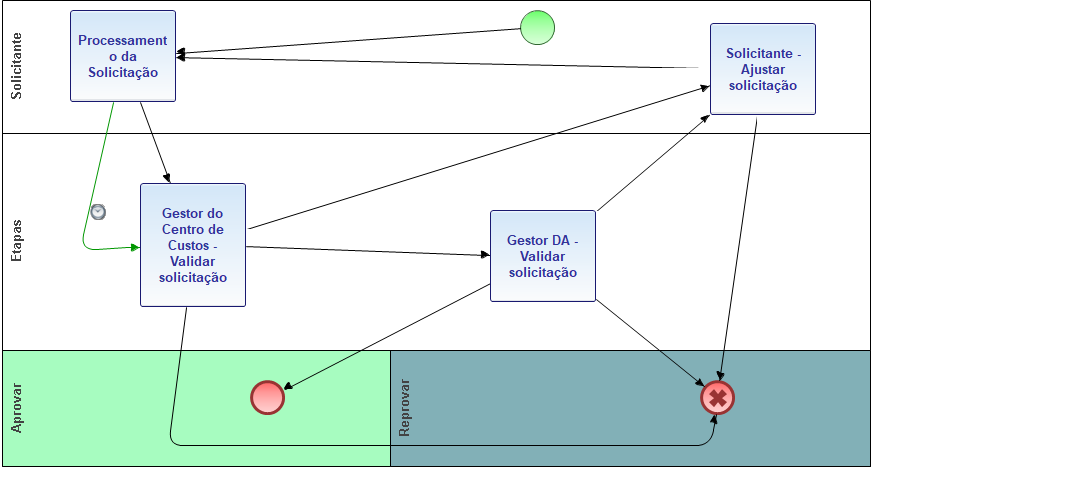 Solicitante
Processament
o da
Solicitação
Solicitante -
Ajustar
solicitação
Etapas
Gestor do
Centro de
Custos -
Validar
solicitação
Gestor DA -
Validar
solicitação
Aprovar
Reprovar